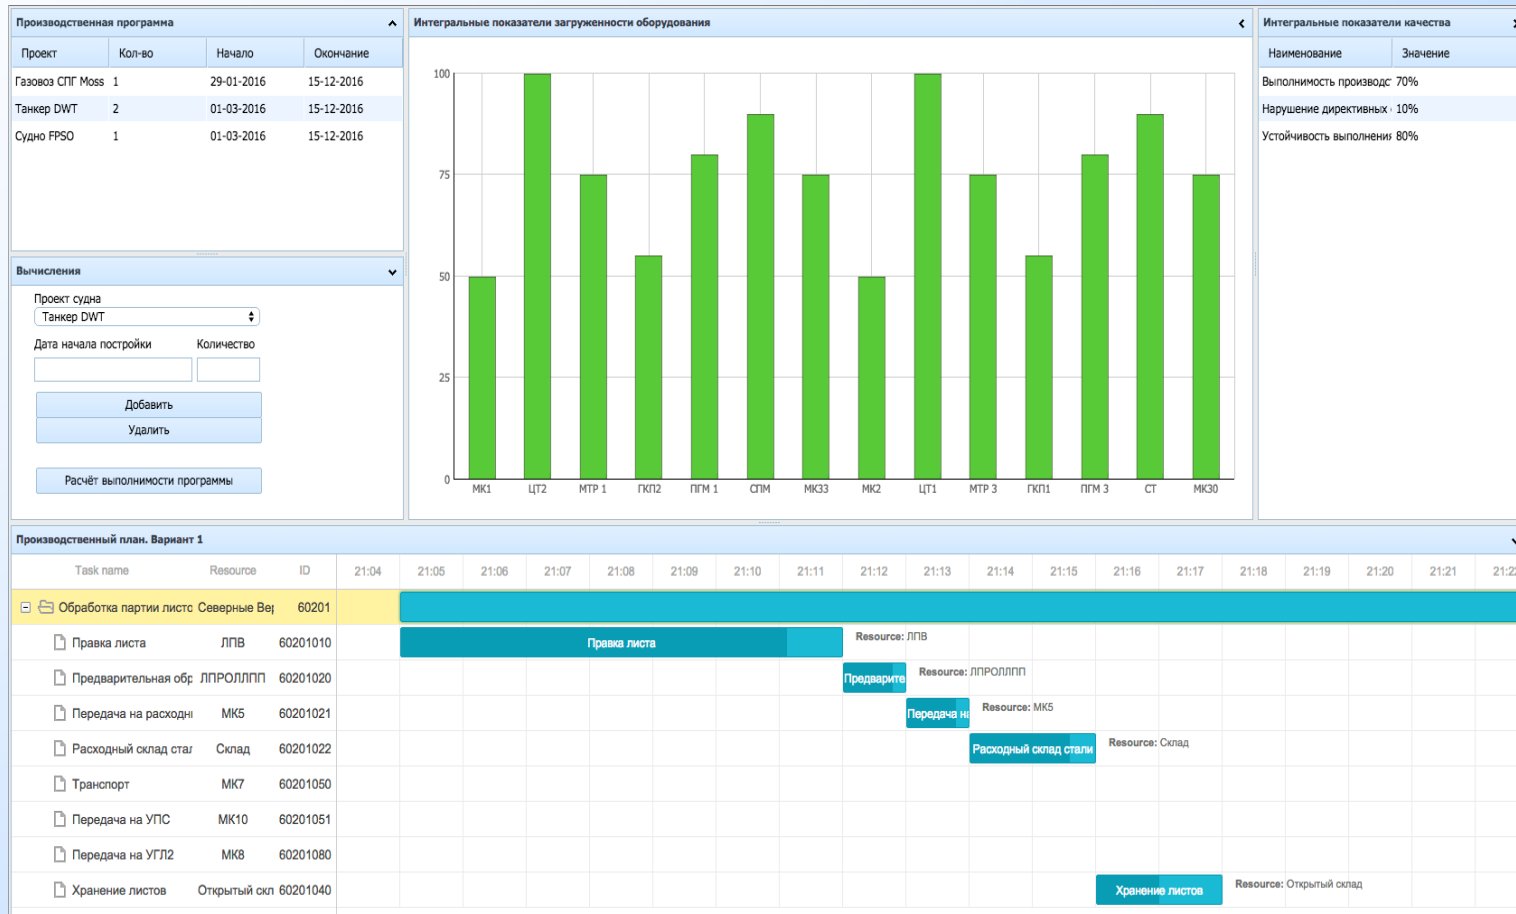 Производственная программа
Проект Кол-во Начало Окончание
Газовоз СПГ Moss 1 29-01-2016 15-12-2016
Танкер DWT 2 01-03-2016 15-12-2016
Судно FPSO 1 01-03-2016 15-12-2016
Вычисления
Проект судна
Танкер DWT
Дата начала постройки Количество
Добавить
Удалить
Расчёт выполнимости программы
Интегральные показатели загруженности оборудования
100
75
50
25
0
МК1 ЦТ2 МТР 1 ГКП2 ПГМ 1 СПМ МК33 МК2 ЦТ1 МТР 3 ГКП1 ПГМ 3 СТ МК30
Интегральные показатели качества
Наименование Значение
Выполнимость производс 70%
Нарушение директивных 10%
Устойчивость выполнения 80%
Производственный план. Вариант 1
Task name Resource ID 21:04 21:05 21:06 21:07 21:08 21:09 21:10 21:11 21:12 21:13 21:14 21:15 21:16 21:17 21:18 21:19 21:20 21:21 21:22
Обработка партии листо Северные Вер 60201
Правка листа ЛПВ 60201010 Правка листа Resource: ЛПВ
Предварительная обр ЛПРОЛЛПП 60201020 Предварите Resource: ЛПРОЛЛПП
Передача на расходны МК5 60201021 Передача на Resource: МК5
Расходный склад стал Склад 60201022 Расходный склад стали Resource: Склад
Транспорт МК7 60201050
Передача на УПС МК10 60201051
Передача на УГЛ2 МК8 60201080
Хранение листов Открытый скл 60201040 Хранение листов Resource: Открытый склад